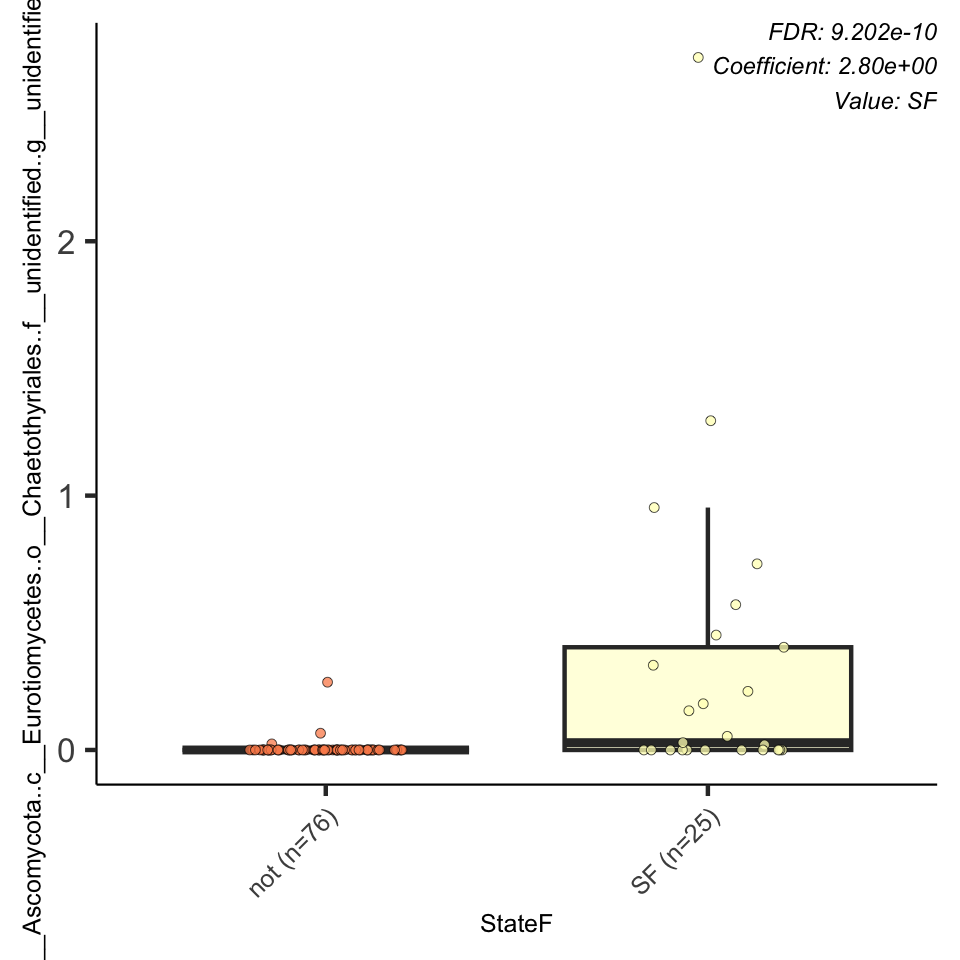 FDR: 9.202e-10
Coefficient: 2.80e+00
Value: SF
__Ascomycota..c__Eurotiomycetes..o__Chaetothyriales..f__unidentified..g__unidentifie
2
1
0
not (n=76)
SF (n=25)
StateF